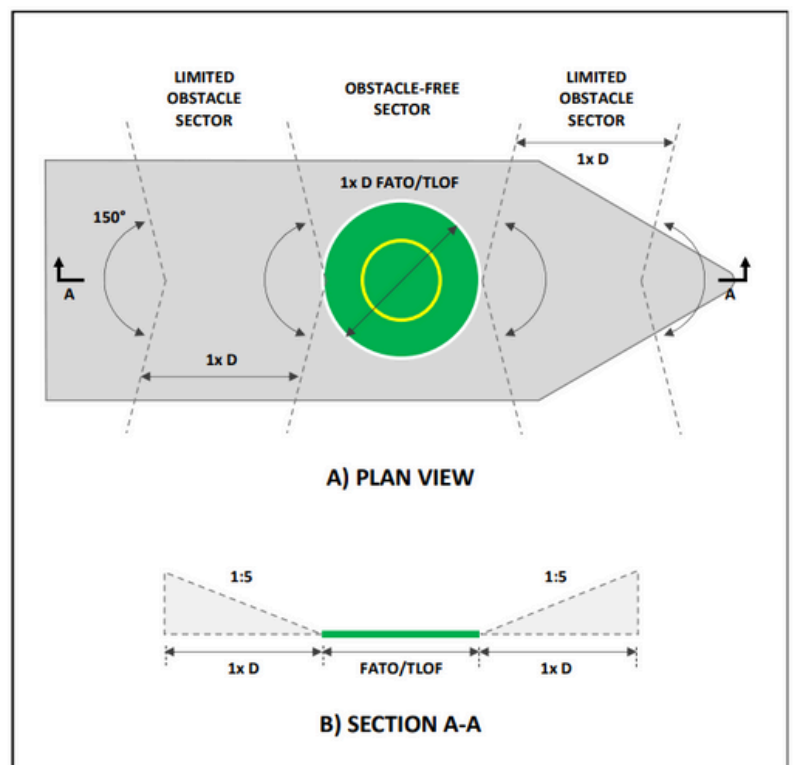 LIMITED
OBSTACLE
SECTOR
OBSTACLE-FREE
SECTOR
LIMITED
OBSTACLE
SECTOR
1x D
1x D FATO/TLOF
150°
A
A
1x D
A) PLAN VIEW
1:5
1:5
1x D
FATO/TLOF
1x D
B) SECTION A-A